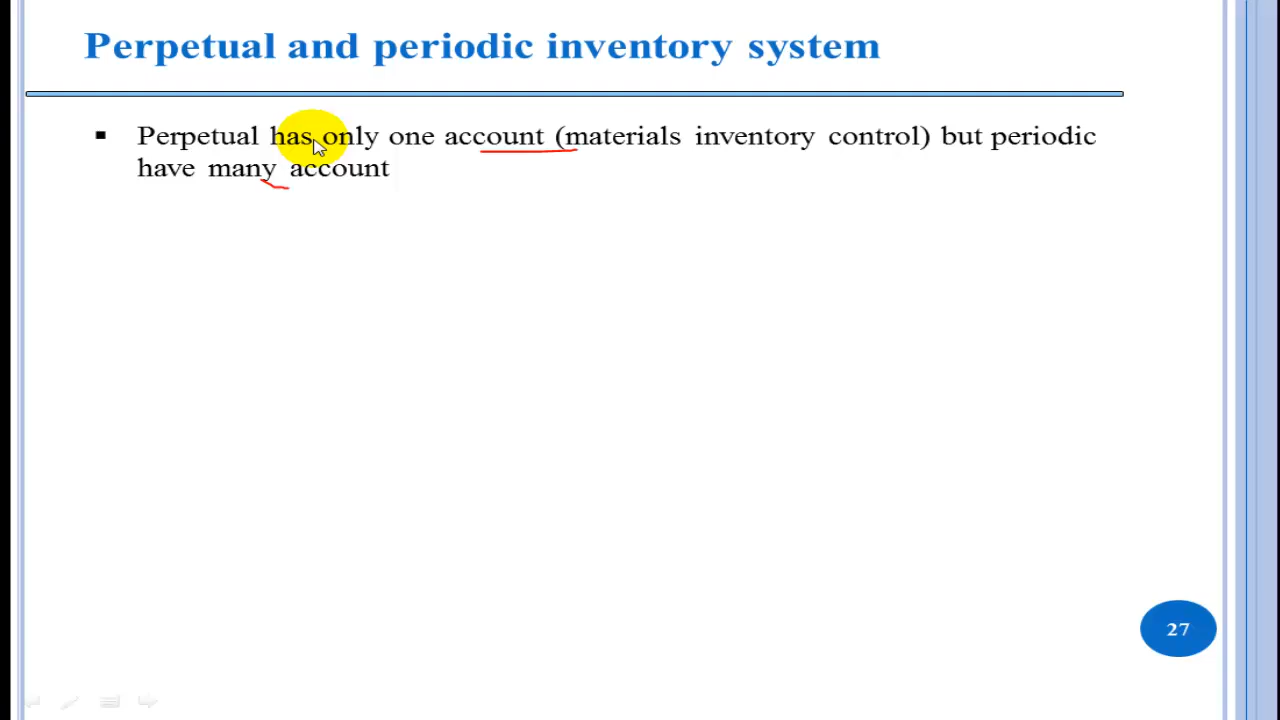 Perpetual and periodic inventory system
▪ Perpetual has only one account (materials inventory control) but periodic
have many account
27